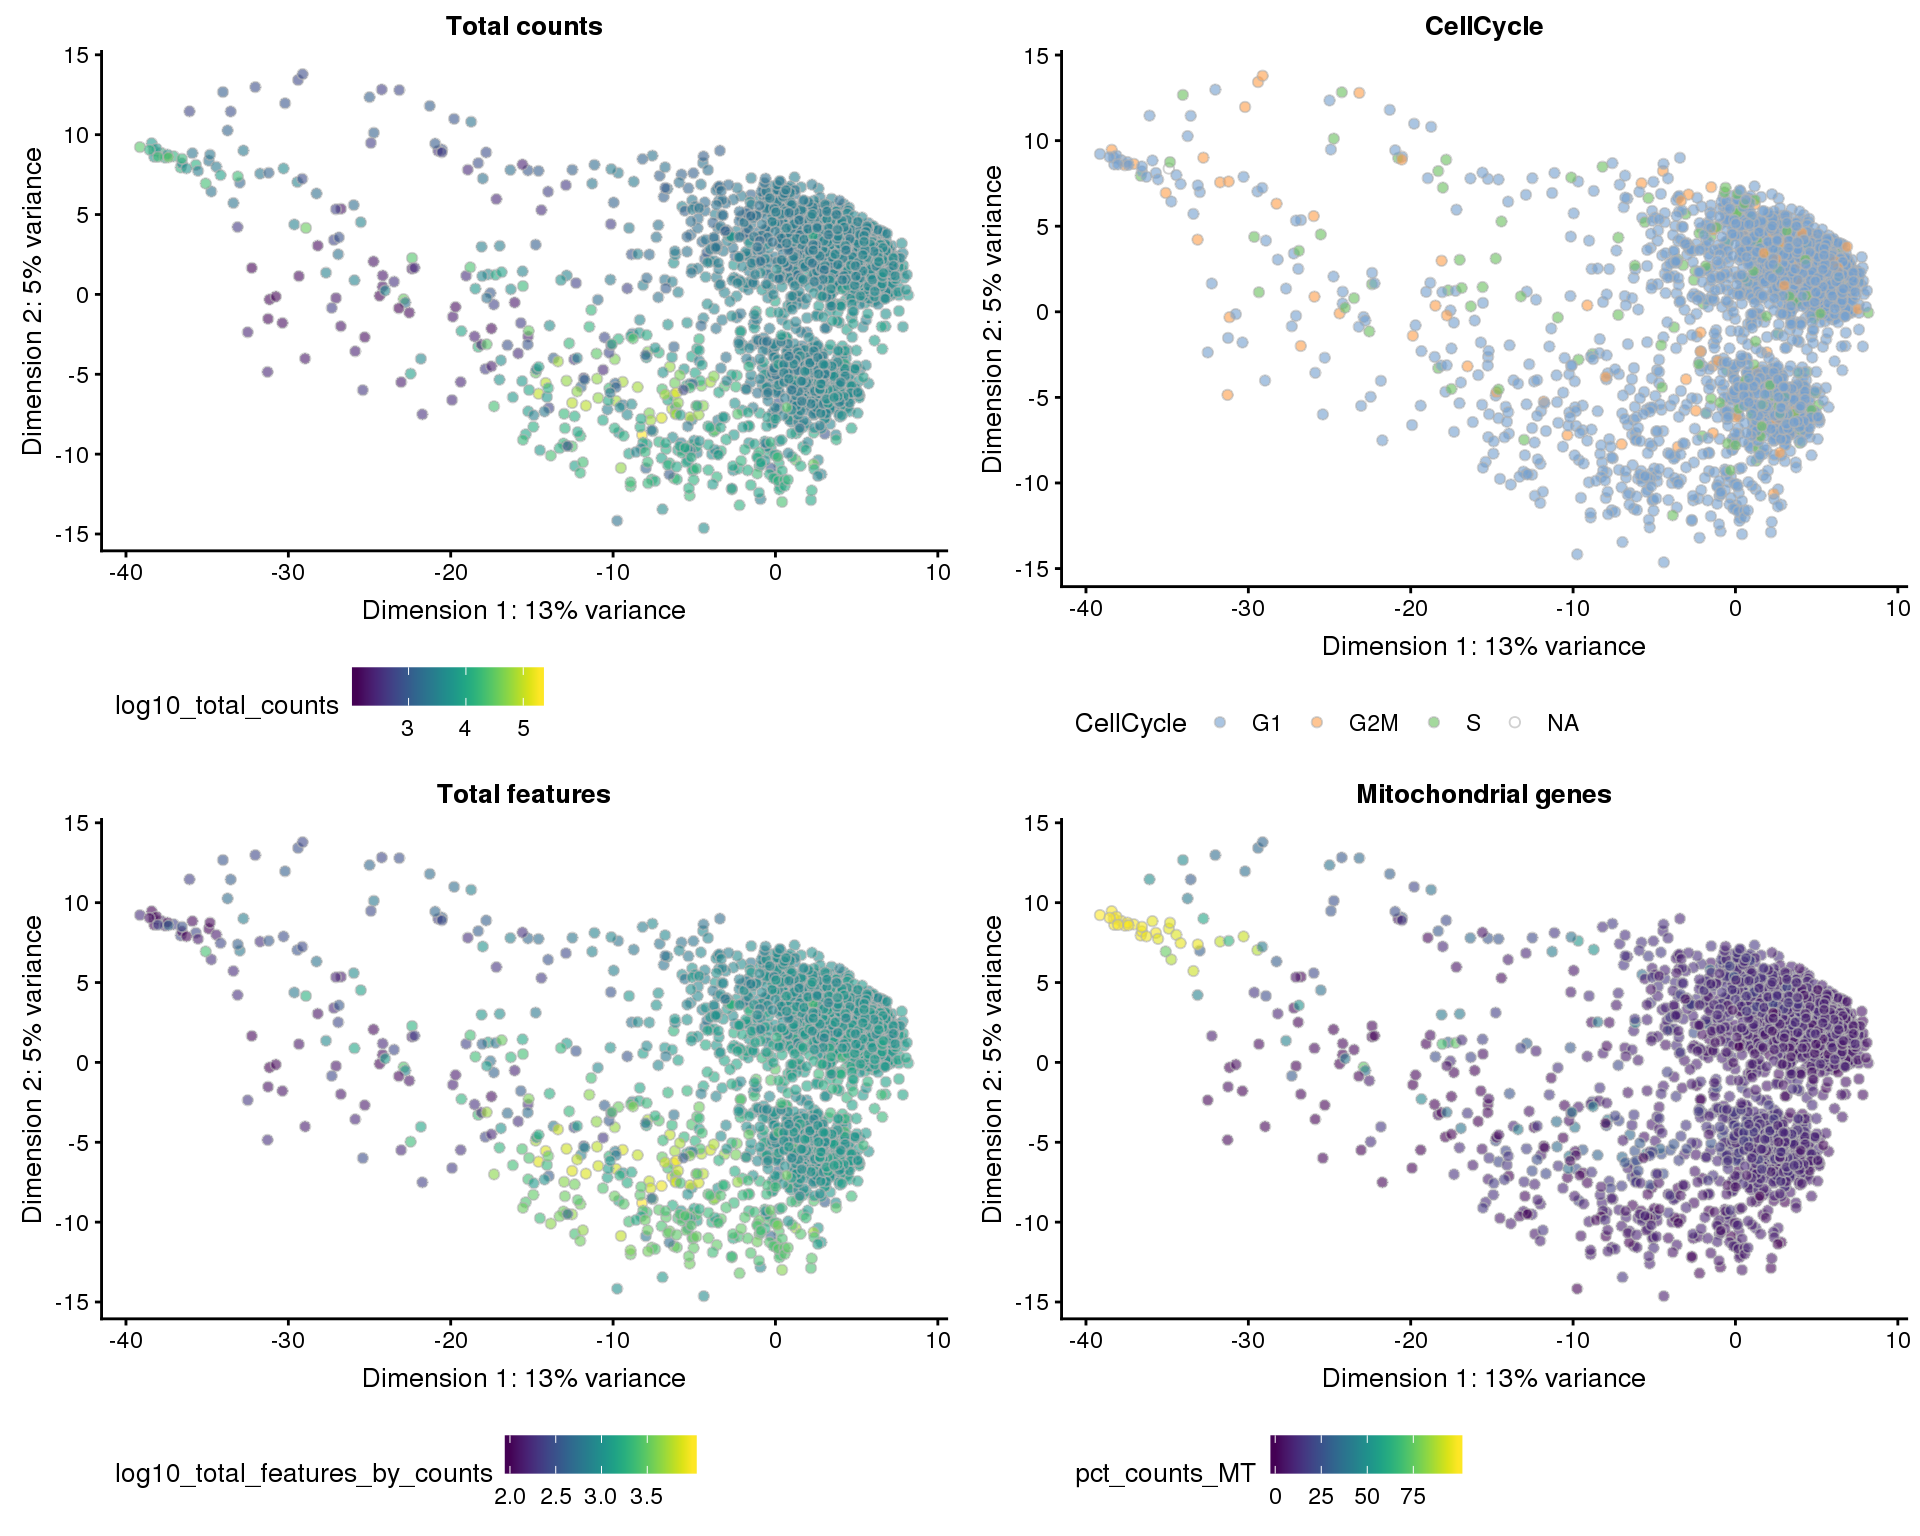 Total counts
15
10
5
0
-5
-10
-15
Dimension 2: 5% variance
-40 -30 -20 -10 0 10
Dimension 1: 13% variance
log10_total_counts
3 4 5
CellCycle
15
10
5
0
-5
-10
-15
Dimension 2: 5% variance
-40 -30 -20 -10 0 10
Dimension 1: 13% variance
CellCycle G1 G2M S NA
Total features
15
10
5
0
-5
-10
-15
Dimension 2: 5% variance
-40 -30 -20 -10 0 10
Dimension 1: 13% variance
log10_total_features_by_counts
2.0 2.5 3.0 3.5
Mitochondrial genes
15
10
5
0
-5
-10
-15
Dimension 2: 5% variance
-40 -30 -20 -10 0 10
Dimension 1: 13% variance
pct_counts_MT
0 25 50 75